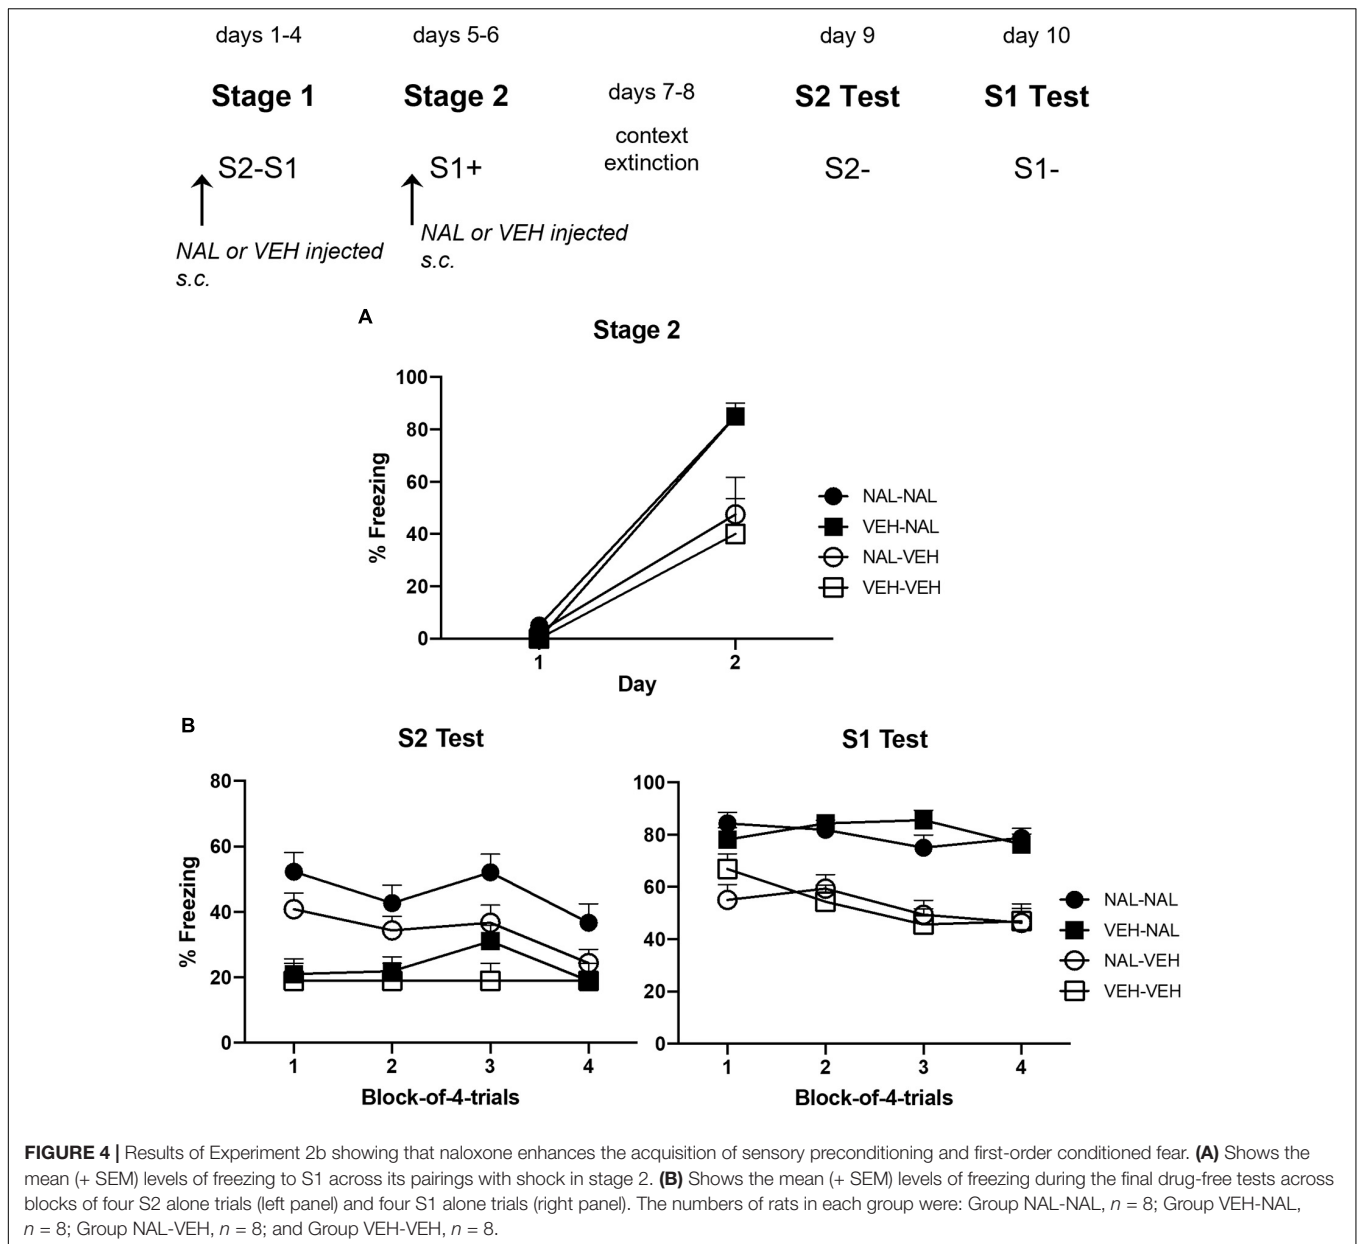 days 1-4
days 5-6
day 9
day 10
Stage 1
Stage 2
days 7-8
S2 Test
S1 Test
context
extinction
S2-S1
S1+
S2-
S1-
NAL or VEH injected
s.c.
NAL or VEH injected
s.c.
A
Stage 2
% Freezing
100
80
60
40
20
0
1
2
Day
NAL-NAL
VEH-NAL
NAL-VEH
VEH-VEH
B
S2 Test
% Freezing
80
60
40
20
0
1
2
3
4
Block-of-4-trials
S1 Test
100
80
60
40
20
0
1
2
3
4
Block-of-4-trials
NAL-NAL
VEH-NAL
NAL-VEH
VEH-VEH
FIGURE 4 | Results of Experiment 2b showing that naloxone enhances the acquisition of sensory preconditioning and first-order conditioned fear. (A) Shows the
mean (+ SEM) levels of freezing to S1 across its pairings with shock in stage 2. (B) Shows the mean (+ SEM) levels of freezing during the final drug-free tests across
blocks of four S2 alone trials (left panel) and four S1 alone trials (right panel). The numbers of rats in each group were: Group NAL-NAL, n = 8; Group VEH-NAL,
n = 8; Group NAL-VEH, n = 8; and Group VEH-VEH, n = 8.